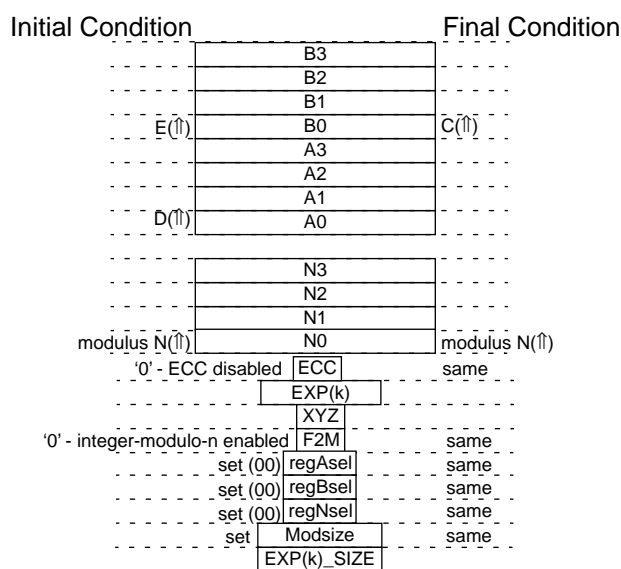 Initial Condition Final Condition
B3
B2
B1
E(⇑) B0 C(⇑)
A3
A2
A1
D(⇑) A0
N3
N2
N1
modulus N(⇑) N0 modulus N(⇑)
‘0’ - ECC disabled ECC same
EXP(k)
XYZ
‘0’ - integer-modulo-n enabled F2M same
set (00) regAsel same
set (00) regBsel same
set (00) regNsel same
set Modsize same
EXP(k)_SIZE